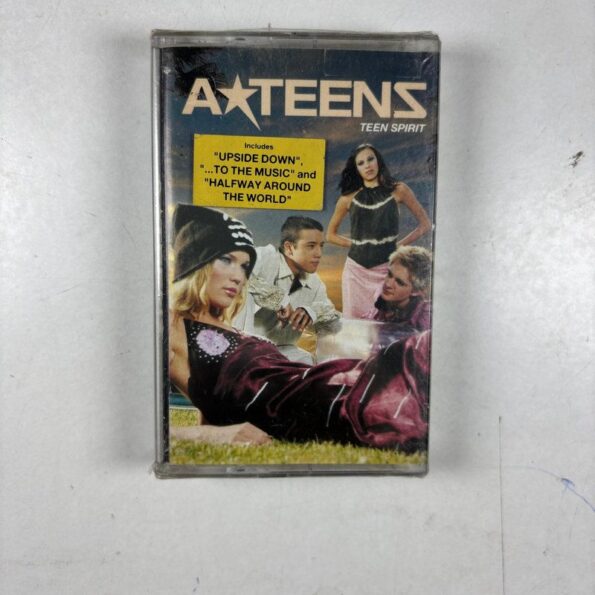 A★TEENS
TEEN SPIRIT
Includes
"UPSIDE DOWN",
"...TO THE MUSIC" and
"HALFWAY AROUND
THE WORLD"